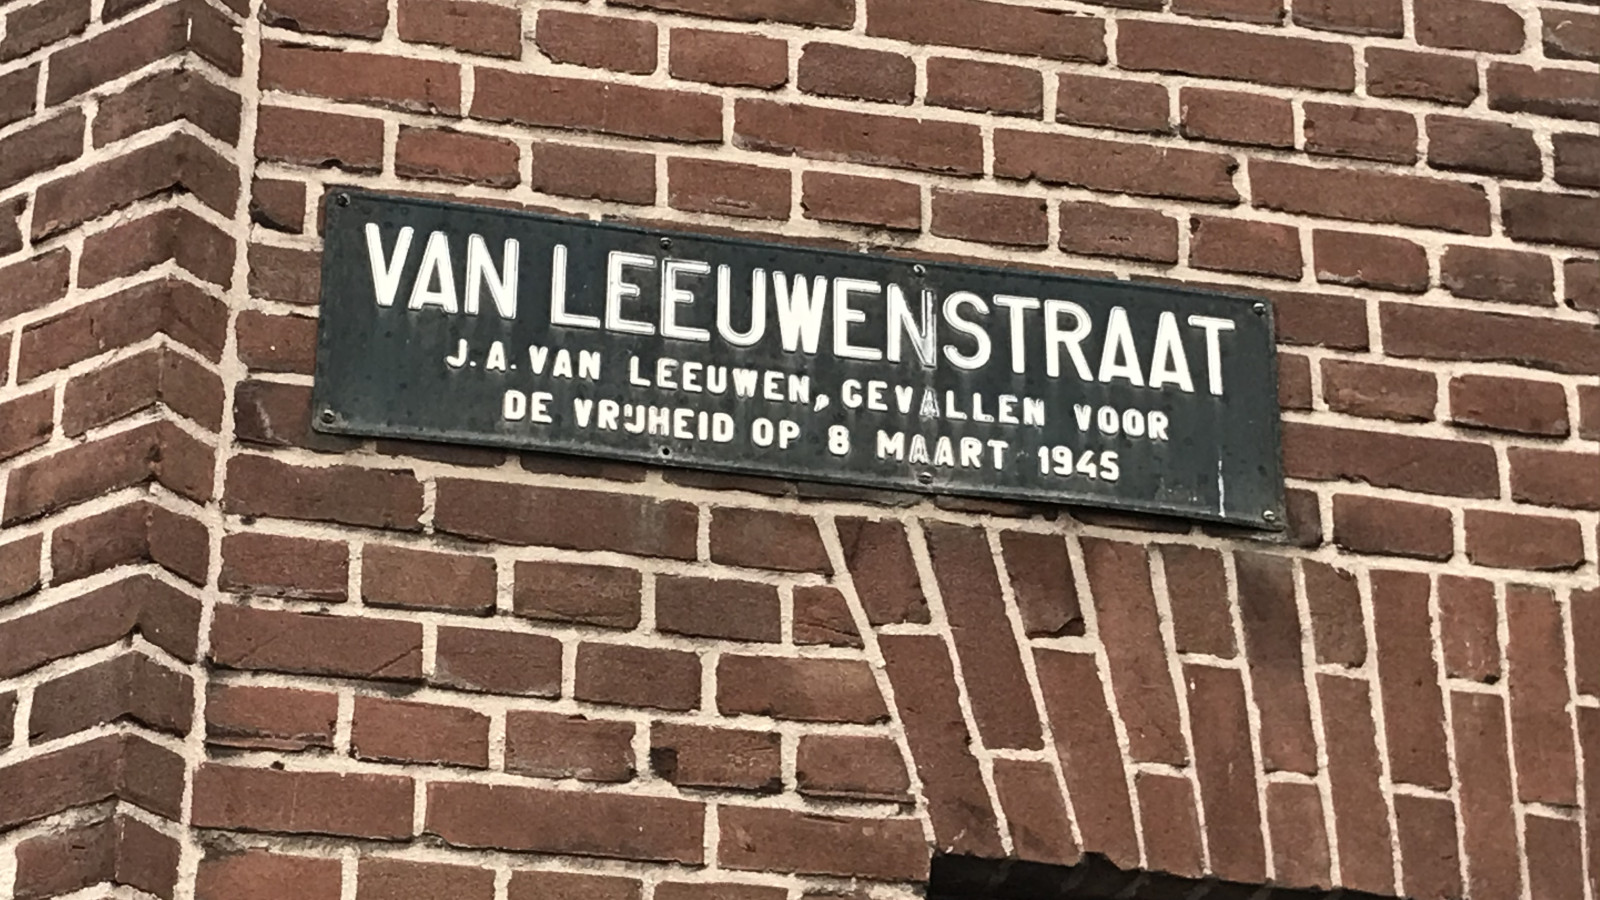 VAN LEEUWENSTRAAT
J.A. VAN LEEUWEN, GEVALLEN VOOR
DE VRIJHEID OP 8 MAART 1945